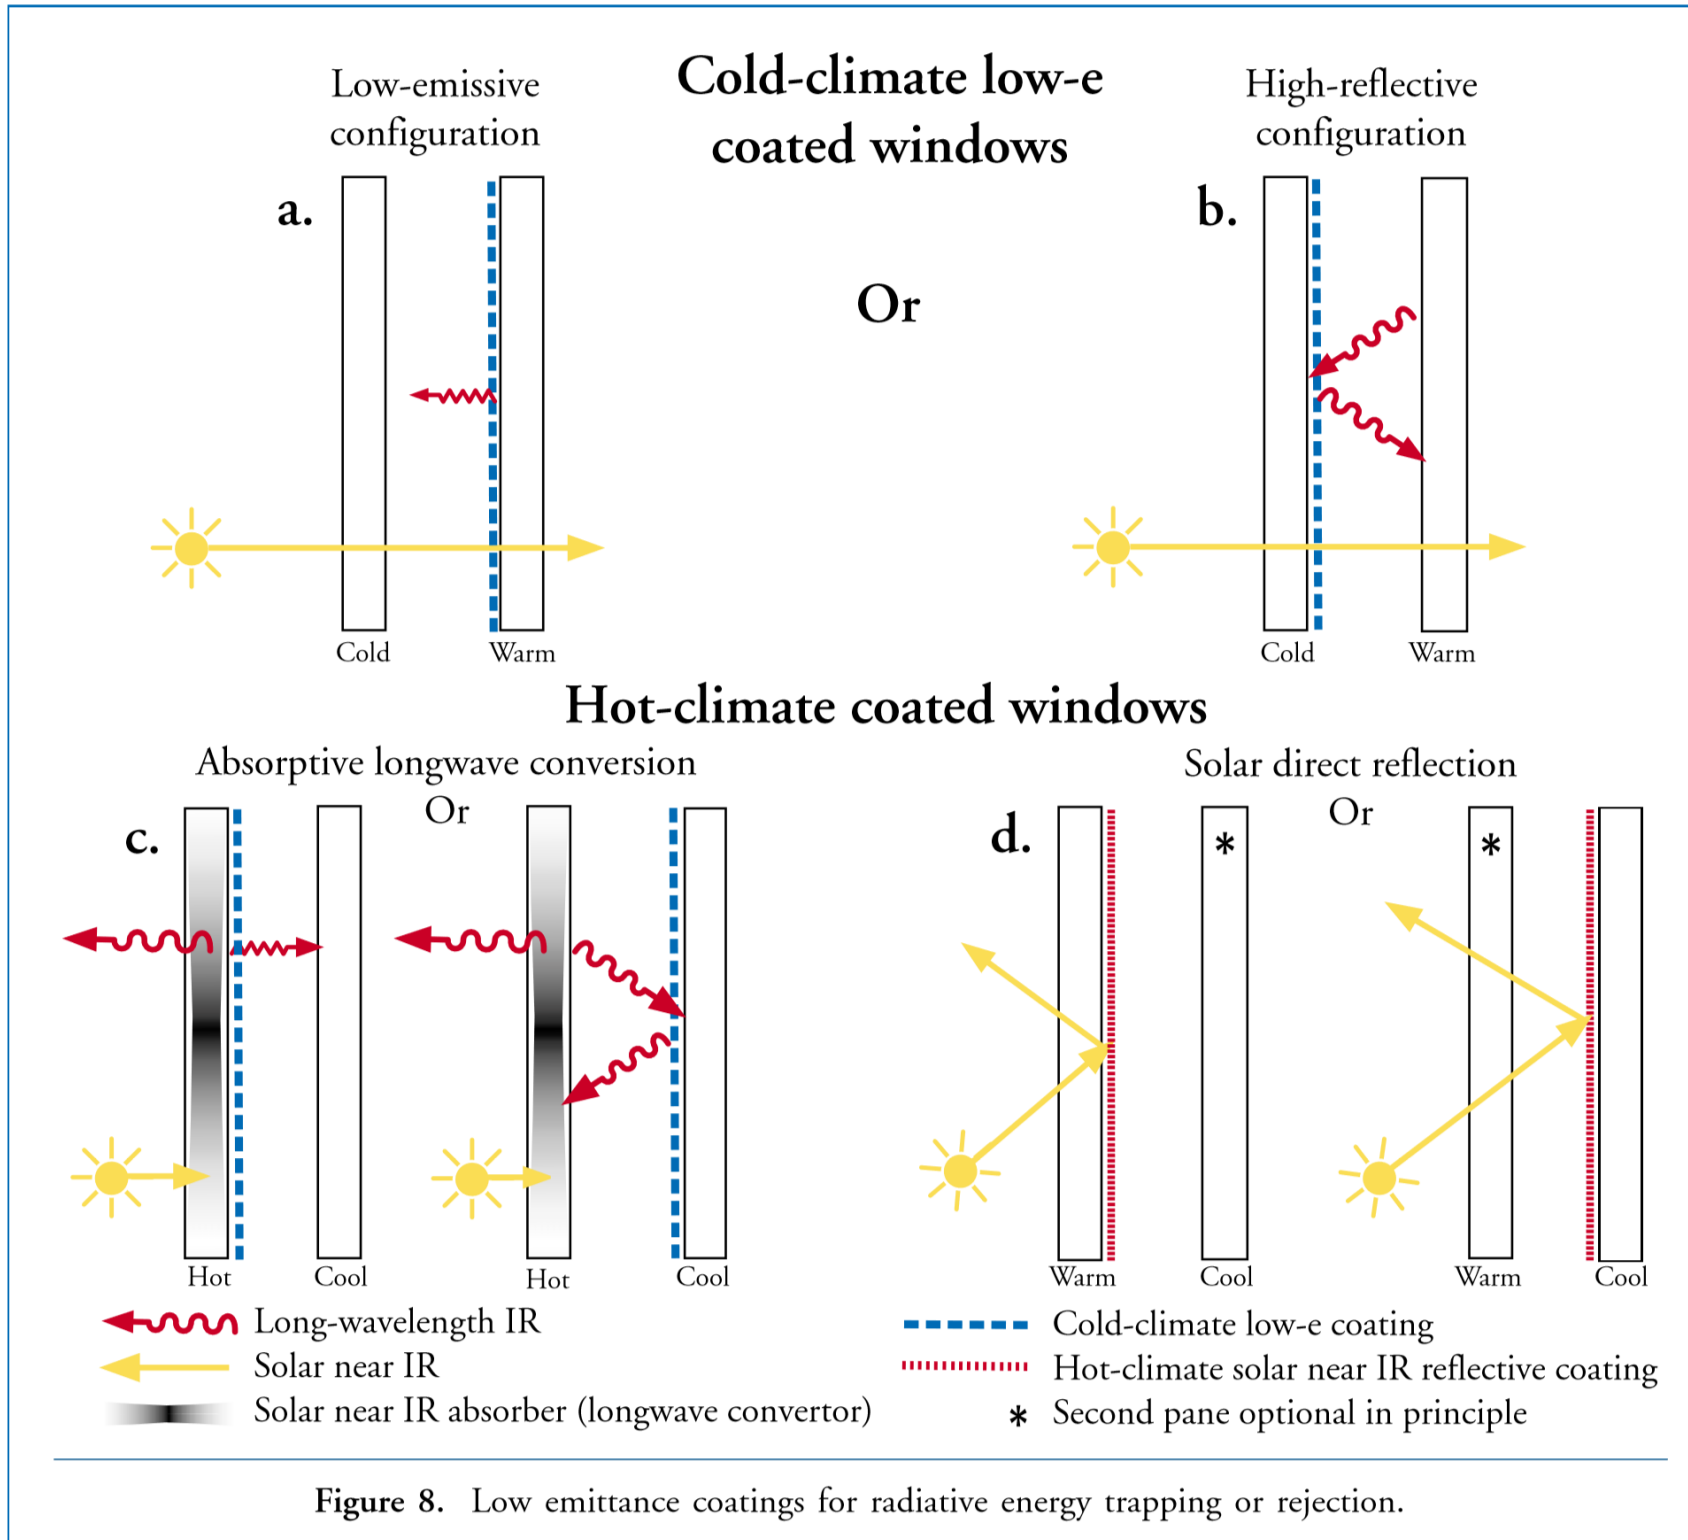 Low-emissive
configuration
Cold-climate low-e
coated windows
High-reflective
configuration
a.
Or
b.
Cold
Warm
Cold
Warm
Hot-climate coated windows
Absorptive longwave conversion
Or
Solar direct reflection
Or
c.
d.
*
*
Hot
Cool
Hot
Cool
Warm
Cool
Warm
Cool
Long-wavelength IR
Solar near IR
Solar near IR absorber (longwave convertor)
Cold-climate low-e coating
Hot-climate solar near IR reflective coating
* Second pane optional in principle
Figure 8. Low emittance coatings for radiative energy trapping or rejection.